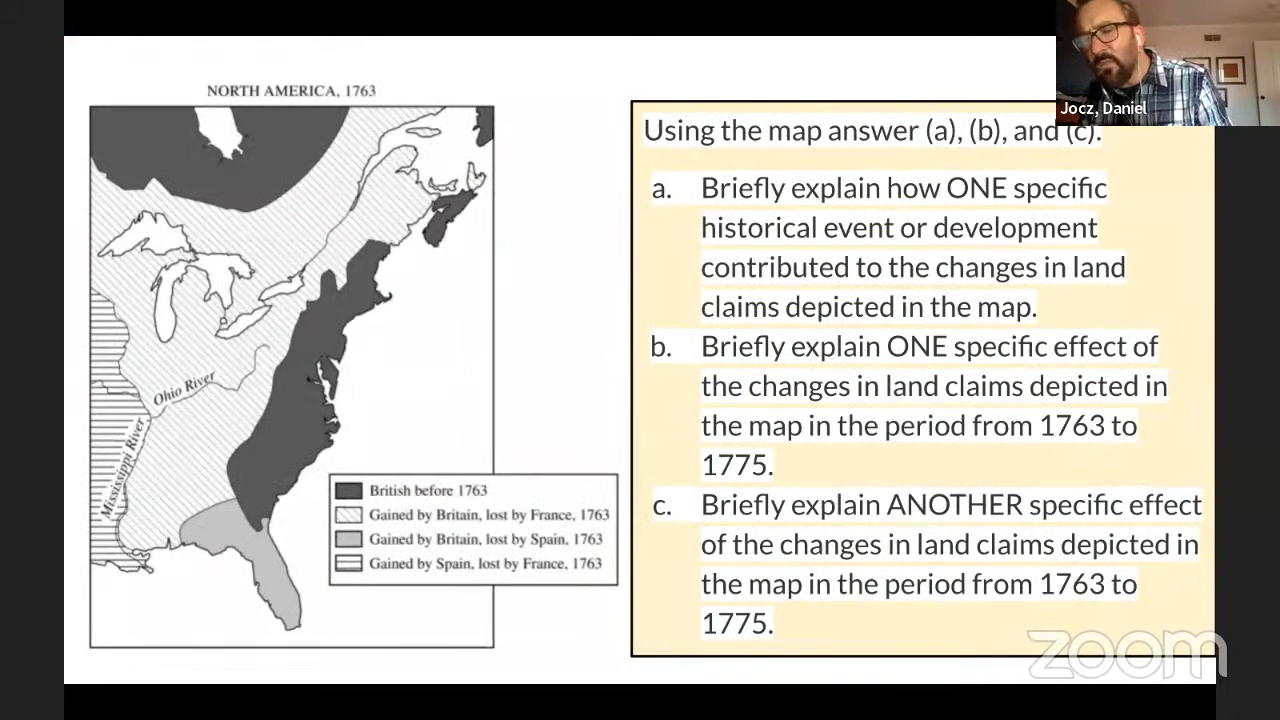 NORTH AMERICA, 1763
Ohio River
Mississippi River
British before 1763
Gained by Britain, lost by France, 1763
Gained by Britain, lost by Spain, 1763
Gained by Spain, lost by France, 1763
Jocz, Daniel
Using the map answer (a), (b), and (c).
a. Briefly explain how ONE specific
historical event or development
contributed to the changes in land
claims depicted in the map.
b. Briefly explain ONE specific effect of
the changes in land claims depicted in
the map in the period from 1763 to
1775.
c. Briefly explain ANOTHER specific effect
of the changes in land claims depicted in
the map in the period from 1763 to
1775.
zoom